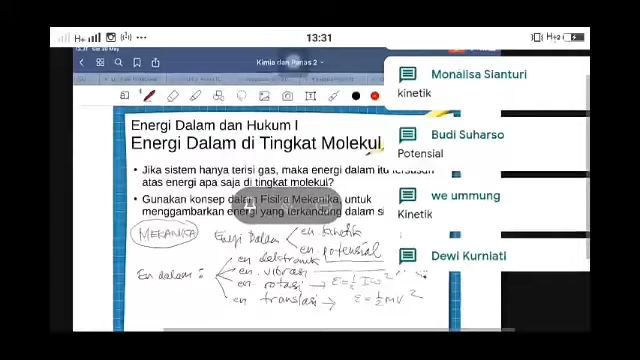 13:31
Kimia dan Panas 2
Energi Dalam dan Hukum I
Energi Dalam di Tingkat Molekul
• Jika sistem hanya terisi gas, maka energi dalam itu tersusun
atas energi apa saja di tingkat molekul?
• Gunakan konsep dalam Fisika Mekanika untuk
menggambarkan energi yang terkandung dalam si
MEKANIKA
Energi Dalam
en. kinetik
en. potensial
En dalam :
en elektronik
en. vibrasi
en rotasi → ε = ½ Iω²
en translasi → ε = ½ mv²
Monalisa Sianturi
kinetik
Budi Suharso
Potensial
we ummung
Kinetik
Dewi Kurniati